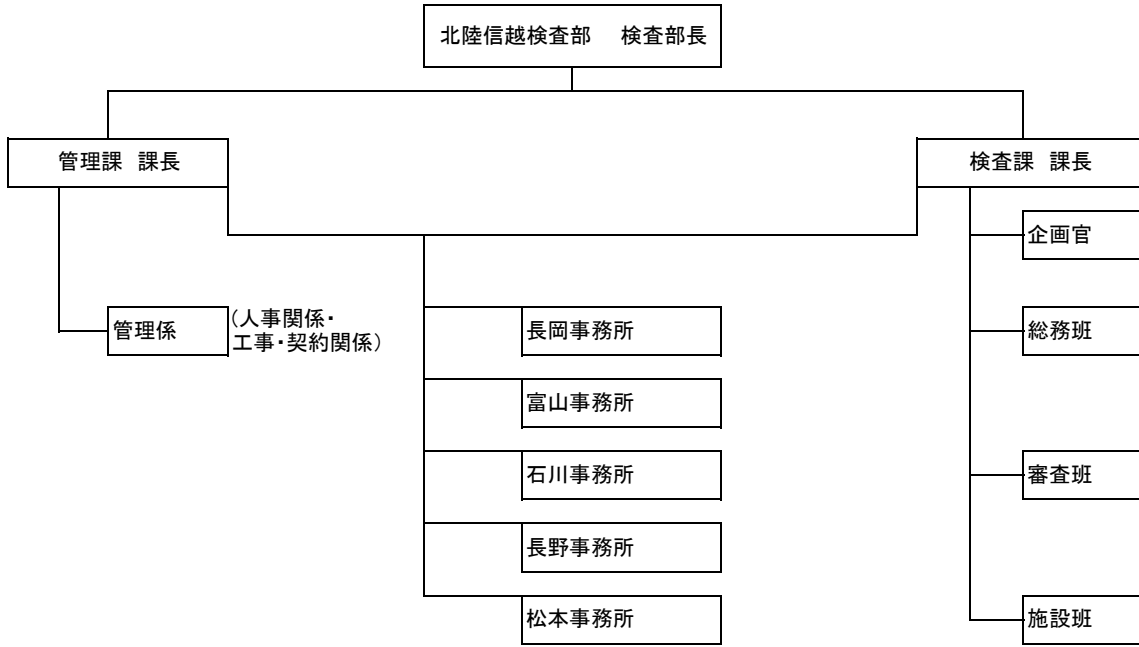 北陸信越検査部　検査部長
管理課　課長
検査課　課長
企画官
管理係
(人事関係・
工事・契約関係)
長岡事務所
総務班
富山事務所
石川事務所
審査班
長野事務所
松本事務所
施設班